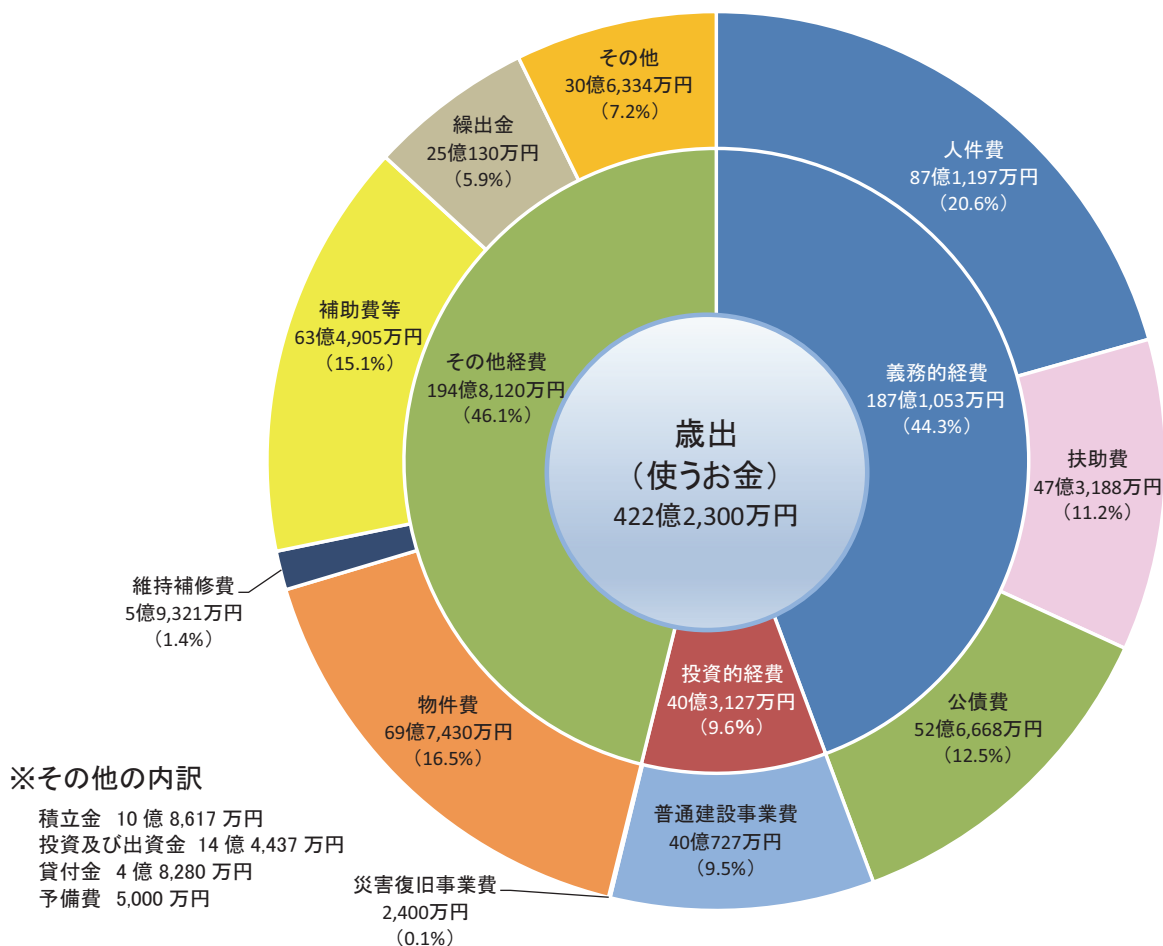 歳出
（使うお金）
422億2,300万円
義務的経費
187億1,053万円
（44.3%）
投資的経費
40億3,127万円
（9.6%）
その他経費
194億8,120万円
（46.1%）
人件費
87億1,197万円
（20.6%）
扶助費
47億3,188万円
（11.2%）
公債費
52億6,668万円
（12.5%）
普通建設事業費
40億727万円
（9.5%）
災害復旧事業費
2,400万円
（0.1%）
物件費
69億7,430万円
（16.5%）
維持補修費
5億9,321万円
（1.4%）
補助費等
63億4,905万円
（15.1%）
繰出金
25億130万円
（5.9%）
その他
30億6,334万円
（7.2%）
※その他の内訳
積立金 10 億 8,617 万円
投資及び出資金 14 億 4,437 万円
貸付金 4 億 8,280 万円
予備費 5,000 万円